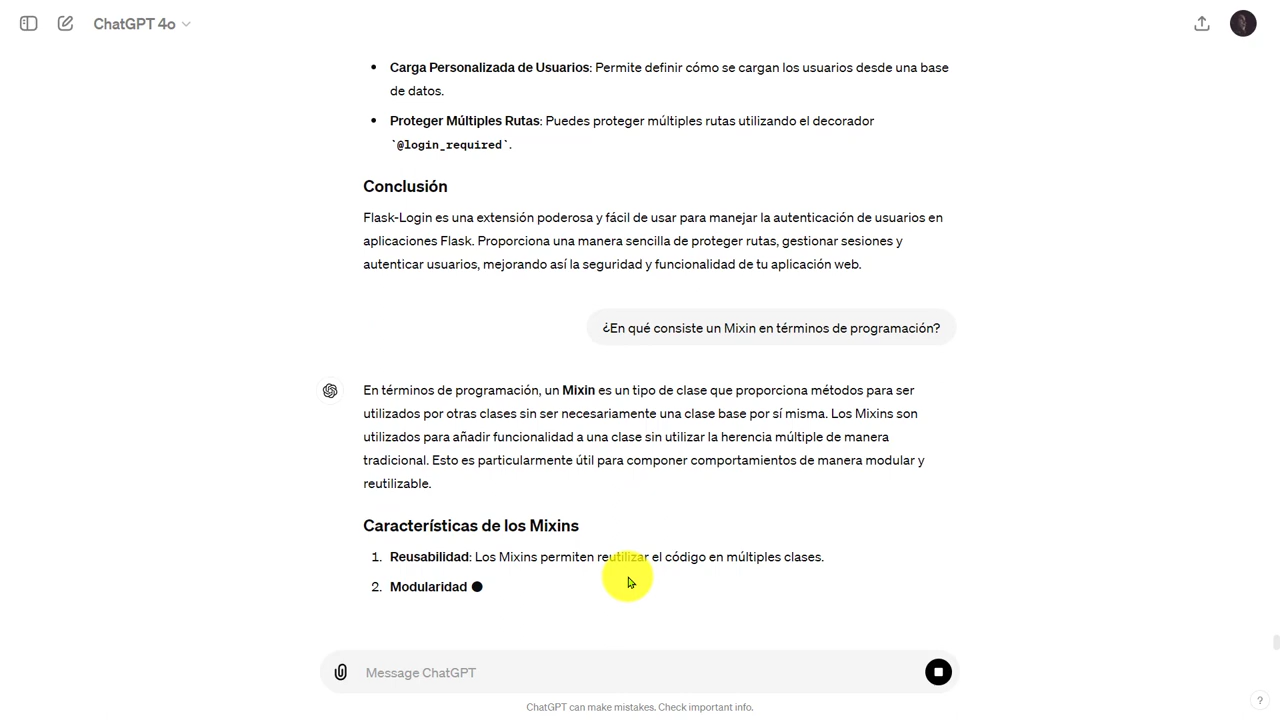 ChatGPT 4o
Carga Personalizada de Usuarios: Permite definir cómo se cargan los usuarios desde una base
de datos.
Proteger Múltiples Rutas: Puedes proteger múltiples rutas utilizando el decorador
`@login_required`.
Conclusión
Flask-Login es una extensión poderosa y fácil de usar para manejar la autenticación de usuarios en
aplicaciones Flask. Proporciona una manera sencilla de proteger rutas, gestionar sesiones y
autenticar usuarios, mejorando así la seguridad y funcionalidad de tu aplicación web.
¿En qué consiste un Mixin en términos de programación?
En términos de programación, un Mixin es un tipo de clase que proporciona métodos para ser
utilizados por otras clases sin ser necesariamente una clase base por sí misma. Los Mixins son
utilizados para añadir funcionalidad a una clase sin utilizar la herencia múltiple de manera
tradicional. Esto es particularmente útil para componer comportamientos de manera modular y
reutilizable.
Características de los Mixins
1. Reusabilidad: Los Mixins permiten reutilizar el código en múltiples clases.
2. Modularidad
Message ChatGPT
ChatGPT can make mistakes. Check important info.
?